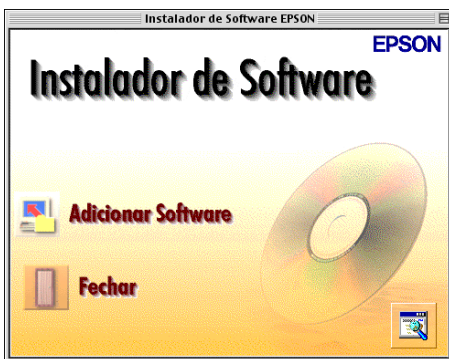 Instalador de Software EPSON
EPSON
Instalador de Software
Adicionar Software
Fechar